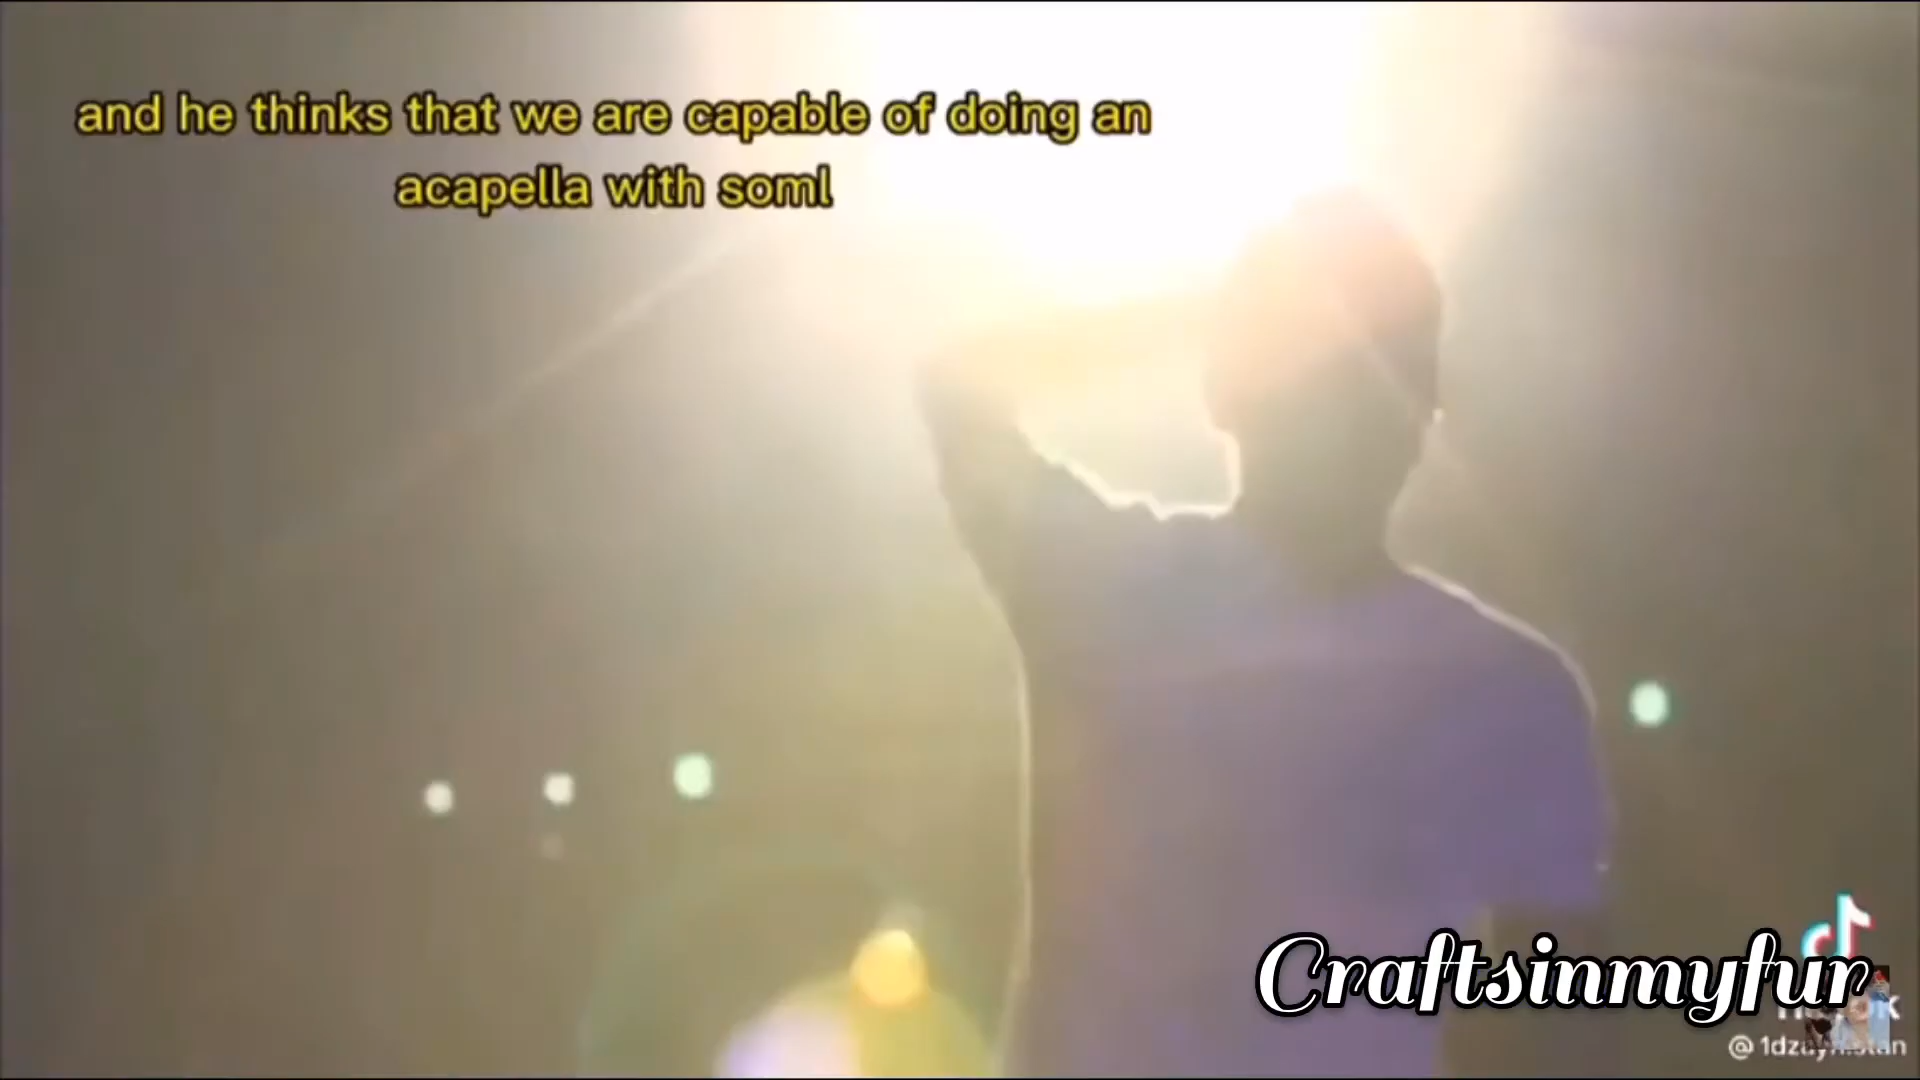 and he thinks that we are capable of doing an
acapella with soml
Craftsinmyfur